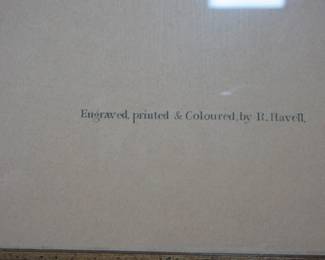 Engraved, printed & Coloured, by R. Havell.